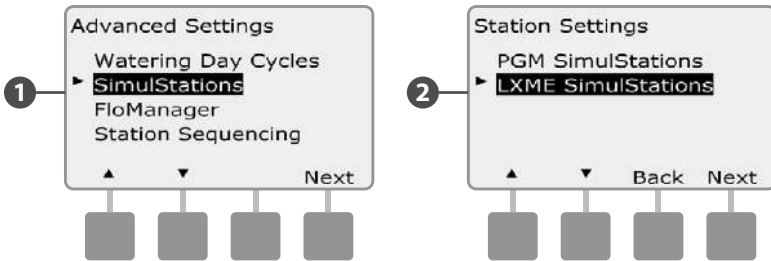 1
Advanced Settings
Watering Day Cycles
► SimulStations
FloManager
Station Sequencing
▲ ▼ Next
2
Station Settings
PGM SimulStations
► LXME SimulStations
▲ ▼ Back Next